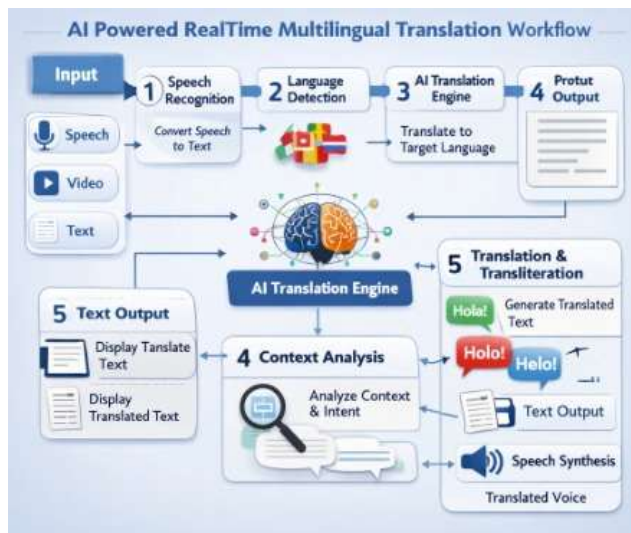 AI Powered RealTime Multilingual Translation Workflow
Input
Speech
Video
Text
1 Speech
Recognition
Convert Speech
to Text
2 Language
Detection
3 AI Translation
Engine
Translate to
Target Language
4 Protut
Output
AI Translation Engine
5 Text Output
Display Tanslate
Text
Display
Translated Text
4 Context Analysis
Analyze Context
& Intent
5 Translation &
Transliteration
Hola!
Generate Translated
Text
Holo!
Helo!
Text Output
Speech Synthesis
Translated Voice